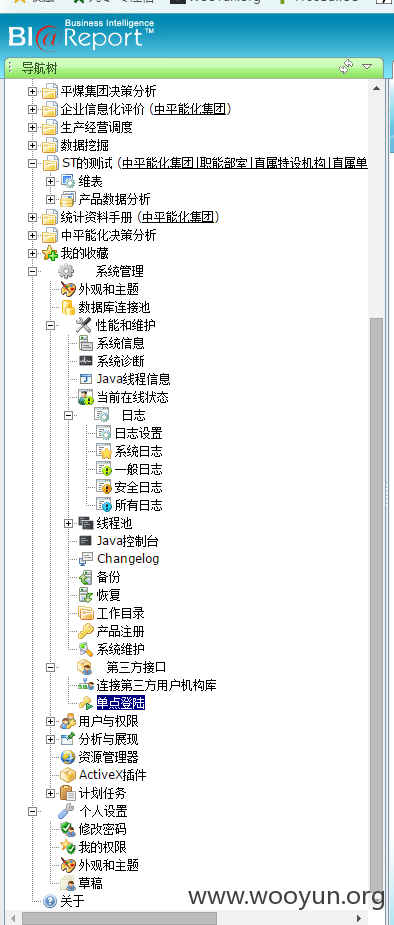 Business Intelligence
BI@Report™
导航树
平煤集团决策分析
企业信息化评价 (中平能化集团)
生产经营调度
数据挖掘
ST的测试 (中平能化集团|职能部室|直属特设机构|直属单
维表
产品数据分析
统计资料手册 (中平能化集团)
中平能化决策分析
我的收藏
系统管理
外观和主题
数据库连接池
性能和维护
系统信息
系统诊断
Java线程信息
当前在线状态
日志
日志设置
系统日志
一般日志
安全日志
所有日志
线程池
Java控制台
Changelog
备份
恢复
工作目录
产品注册
系统维护
第三方接口
连接第三方用户机构库
单点登陆
用户与权限
分析与展现
资源管理器
ActiveX插件
计划任务
个人设置
修改密码
我的权限
外观和主题
草稿
关于
www.wooyun.org